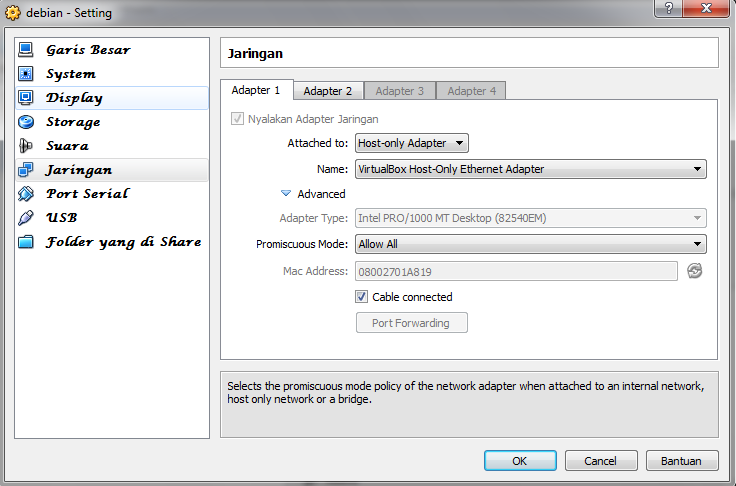 debian - Setting
Garis Besar
System
Display
Storage
Suara
Jaringan
Port Serial
USB
Folder yang di Share
Jaringan
Adapter 1 Adapter 2 Adapter 3 Adapter 4
Nyalakan Adapter Jaringan
Attached to: Host-only Adapter
Name: VirtualBox Host-Only Ethernet Adapter
Advanced
Adapter Type: Intel PRO/1000 MT Desktop (82540EM)
Promiscuous Mode: Allow All
Mac Address: 08002701A819
Cable connected
Port Forwarding
Selects the promiscuous mode policy of the network adapter when attached to an internal network,
host only network or a bridge.
OK Cancel Bantuan